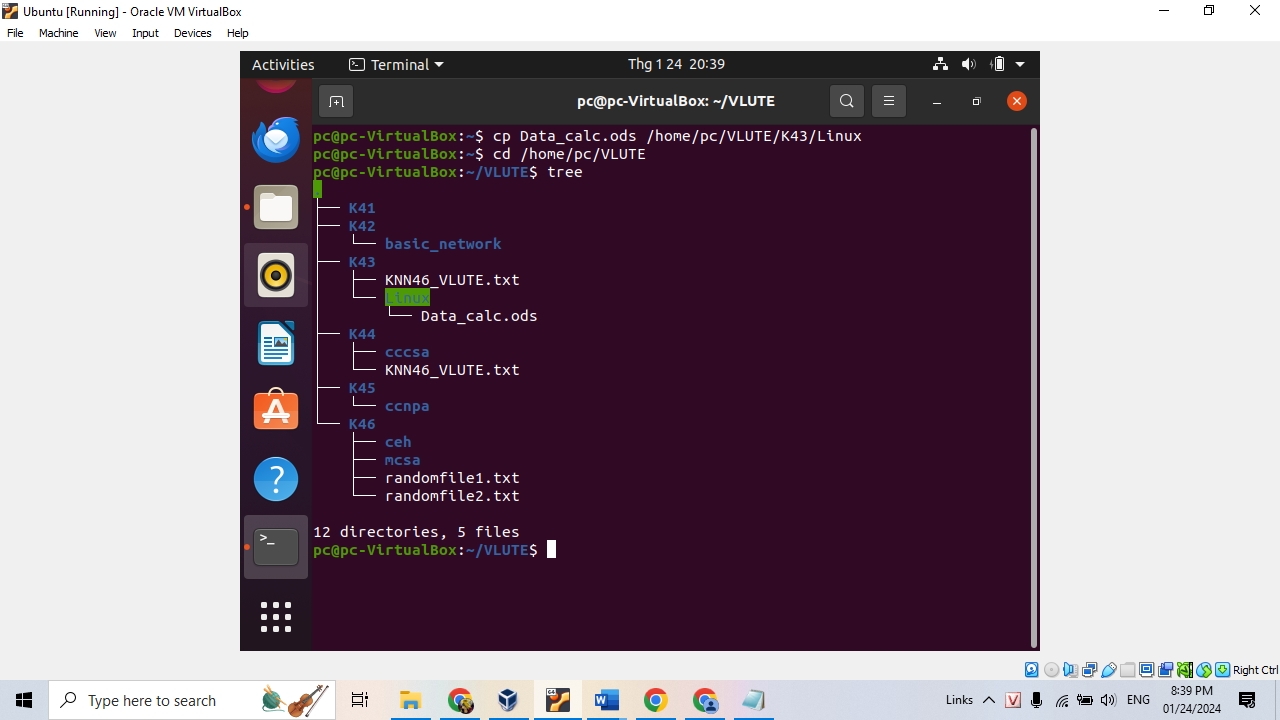 Ubuntu [Running] - Oracle VM VirtualBox
File Machine View Input Devices Help
Activities Terminal Thg 1 24 20:39
pc@pc-VirtualBox: ~/VLUTE
pc@pc-VirtualBox:~$ cp Data_calc.ods /home/pc/VLUTE/K43/Linux
pc@pc-VirtualBox:~$ cd /home/pc/VLUTE
pc@pc-VirtualBox:~/VLUTE$ tree
.
├── K41
├── K42
│   └── basic_network
├── K43
│   ├── KNN46_VLUTE.txt
│   └── Linux
│       └── Data_calc.ods
├── K44
│   ├── cccsa
│   └── KNN46_VLUTE.txt
├── K45
│   └── ccnpa
└── K46
    ├── ceh
    ├── mcsa
    ├── randomfile1.txt
    └── randomfile2.txt
12 directories, 5 files
pc@pc-VirtualBox:~/VLUTE$
Right Ctrl
Type here to search
Links ENG 8:39 PM
01/24/2024